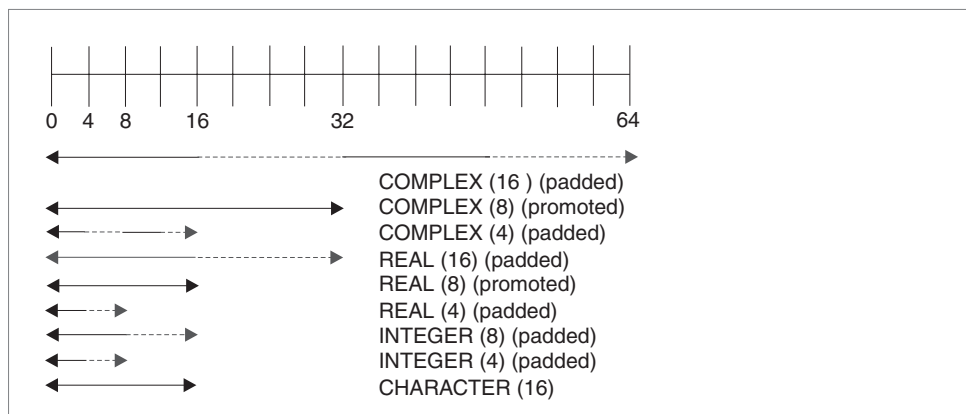 0 4 8 16 32 64
COMPLEX (16 ) (padded)
COMPLEX (8) (promoted)
COMPLEX (4) (padded)
REAL (16) (padded)
REAL (8) (promoted)
REAL (4) (padded)
INTEGER (8) (padded)
INTEGER (4) (padded)
CHARACTER (16)